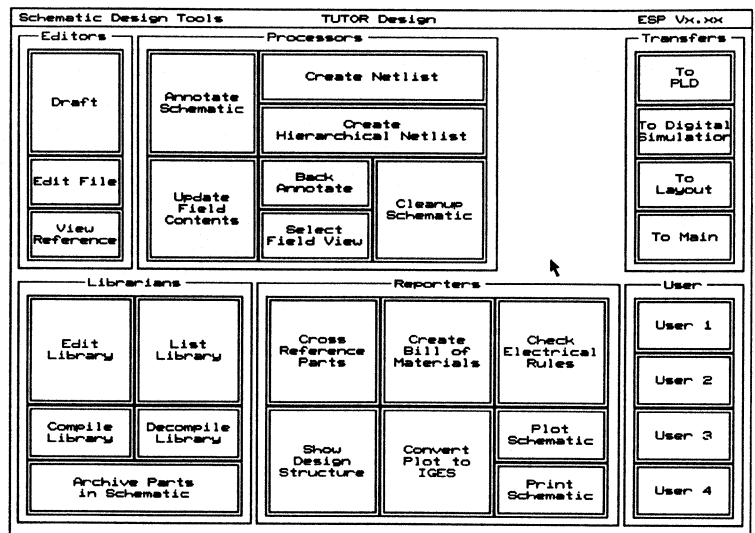 Schematic Design Tools TUTOR Design ESP Vx.xx
Editors
Draft
Edit File
View
Reference
Processors
Annotate
Schematic
Create Netlist
Create
Hierarchical Netlist
Update
Field
Contents
Back
Annotate
Select
Field View
Cleanup
Schematic
Transfers
To
PLD
To Digital
Simulation
To
Layout
To Main
Librarians
Edit
Library
List
Library
Compile
Library
Decompile
Library
Archive Parts
in Schematic
Reporters
Cross
Reference
Parts
Create
Bill of
Materials
Check
Electrical
Rules
Show
Design
Structure
Convert
Plot to
IGES
Plot
Schematic
Print
Schematic
User
User 1
User 2
User 3
User 4